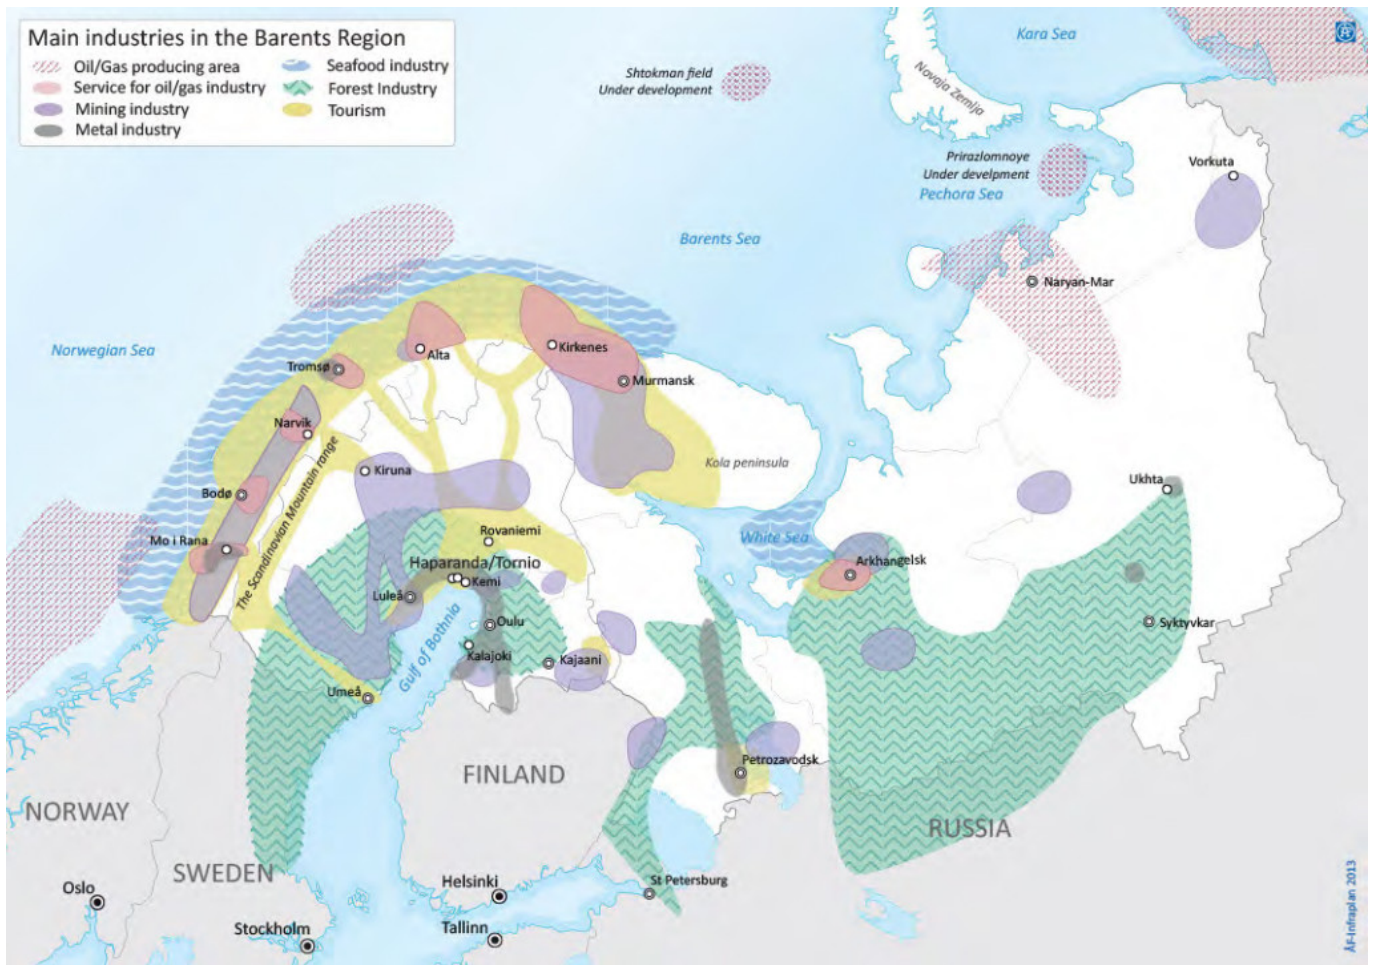 Main industries in the Barents Region
Oil/Gas producing area
Service for oil/gas industry
Mining industry
Metal industry
Seafood industry
Forest Industry
Tourism
Kara Sea
Novaja Zemlja
Shtokman field
Under development
Prirazlomnoye
Under develpment
Pechora Sea
Vorkuta
Barents Sea
Naryan-Mar
Norwegian Sea
Tromsø
Alta
Kirkenes
Murmansk
Narvik
Kola peninsula
Kiruna
Ukhta
Bodø
The Scandinavian Mountain range
Rovaniemi
White Sea
Mo i Rana
Haparanda/Tornio
Arkhangelsk
Kemi
Luleå
Oulu
Syktyvkar
Gulf of Bothnia
Kalajoki
Kajaani
Umeå
Petrozavodsk
FINLAND
NORWAY
RUSSIA
SWEDEN
Oslo
Helsinki
St Petersburg
Stockholm
Tallinn
ÅF-Infraplan 2013